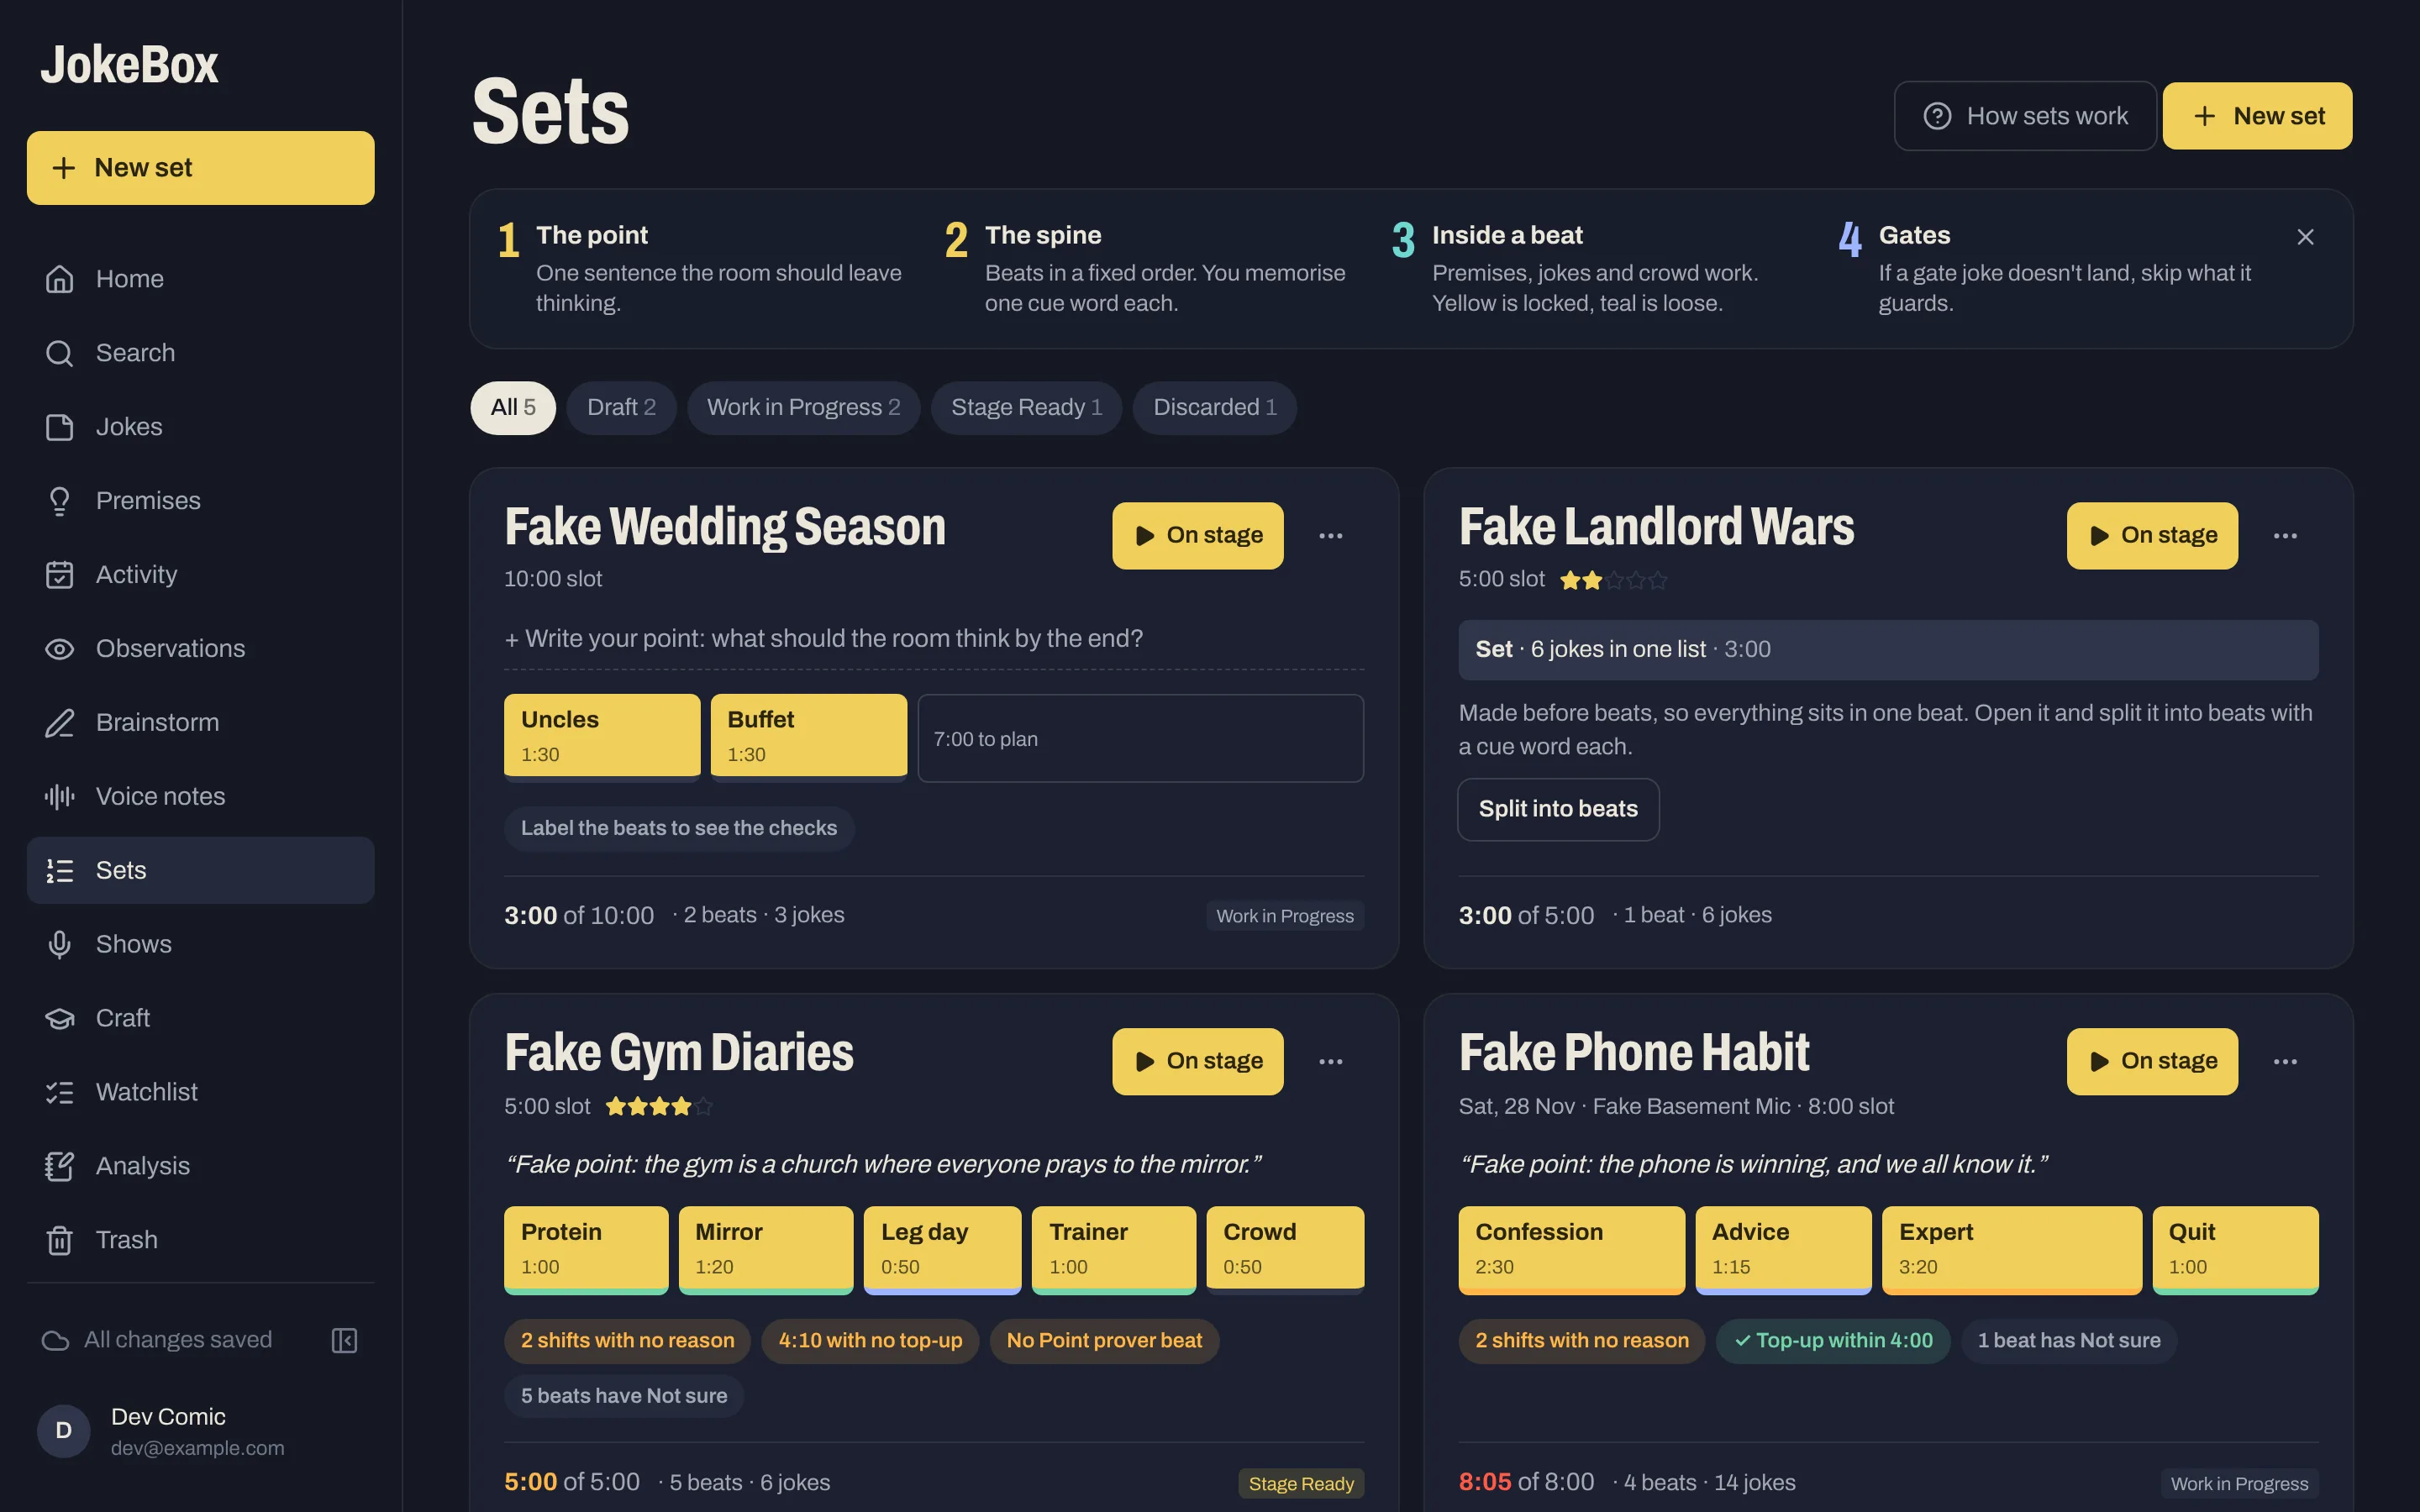 JokeBox
New set
Home
Search
Jokes
Premises
Activity
Observations
Brainstorm
Voice notes
Sets
Shows
Craft
Watchlist
Analysis
Trash
All changes saved
D
Dev Comic
dev@example.com
Sets
How sets work
New set
1 The point
One sentence the room should leave
thinking.
2 The spine
Beats in a fixed order. You memorise
one cue word each.
3 Inside a beat
Premises, jokes and crowd work.
Yellow is locked, teal is loose.
4 Gates
If a gate joke doesn't land, skip what it
guards.
All 5
Draft 2
Work in Progress 2
Stage Ready 1
Discarded 1
Fake Wedding Season
On stage
10:00 slot
+ Write your point: what should the room think by the end?
Uncles
1:30
Buffet
1:30
7:00 to plan
Label the beats to see the checks
3:00 of 10:00 · 2 beats · 3 jokes
Work in Progress
Fake Landlord Wars
On stage
5:00 slot
Set · 6 jokes in one list · 3:00
Made before beats, so everything sits in one beat. Open it and split it into beats with
a cue word each.
Split into beats
3:00 of 5:00 · 1 beat · 6 jokes
Fake Gym Diaries
On stage
5:00 slot
“Fake point: the gym is a church where everyone prays to the mirror.”
Protein
1:00
Mirror
1:20
Leg day
0:50
Trainer
1:00
Crowd
0:50
2 shifts with no reason
4:10 with no top-up
No Point prover beat
5 beats have Not sure
5:00 of 5:00 · 5 beats · 6 jokes
Stage Ready
Fake Phone Habit
On stage
Sat, 28 Nov · Fake Basement Mic · 8:00 slot
“Fake point: the phone is winning, and we all know it.”
Confession
2:30
Advice
1:15
Expert
3:20
Quit
1:00
2 shifts with no reason
✓ Top-up within 4:00
1 beat has Not sure
8:05 of 8:00 · 4 beats · 14 jokes
Work in Progress